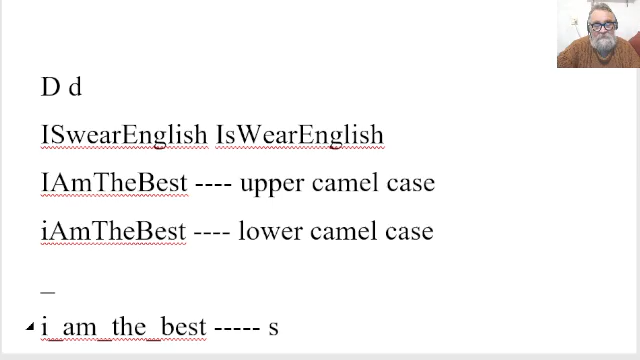 D d
ISwearEnglish IsWearEnglish
IAmTheBest ---- upper camel case
iAmTheBest ---- lower camel case
_
i_am_the_best ----- s